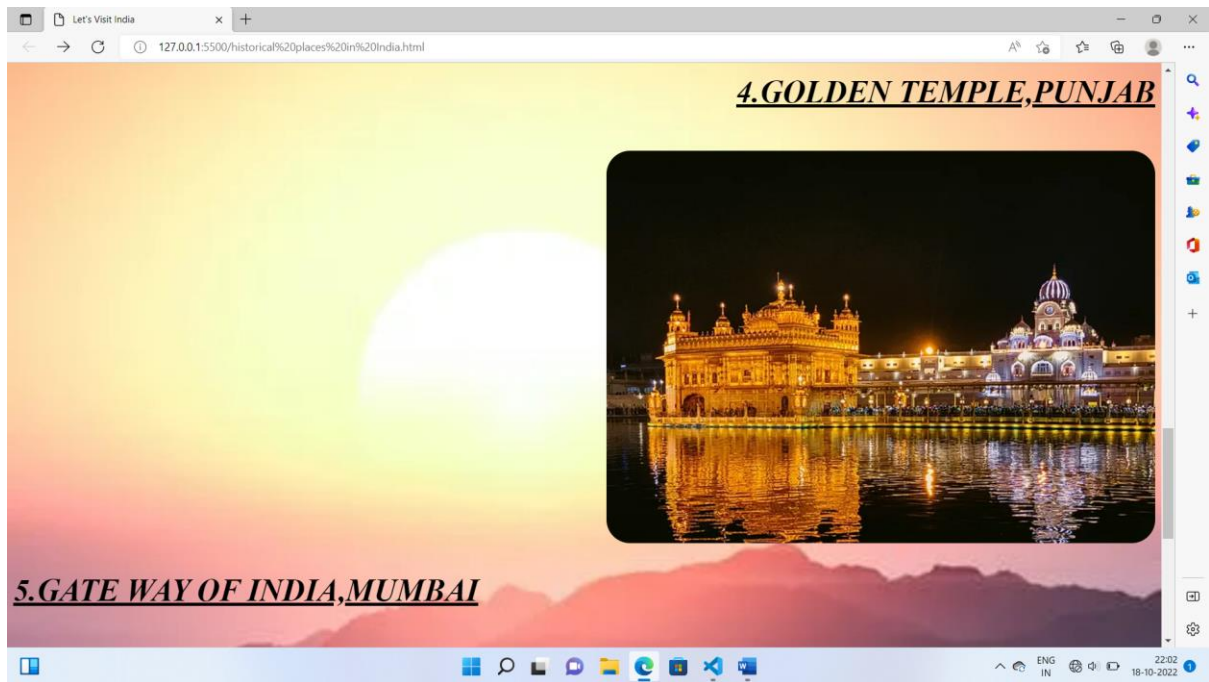 Let's Visit India
127.0.0.1:5500/historical%20places%20in%20India.html
4.GOLDEN TEMPLE,PUNJAB
5.GATE WAY OF INDIA,MUMBAI
ENG
IN
22:02
18-10-2022
1